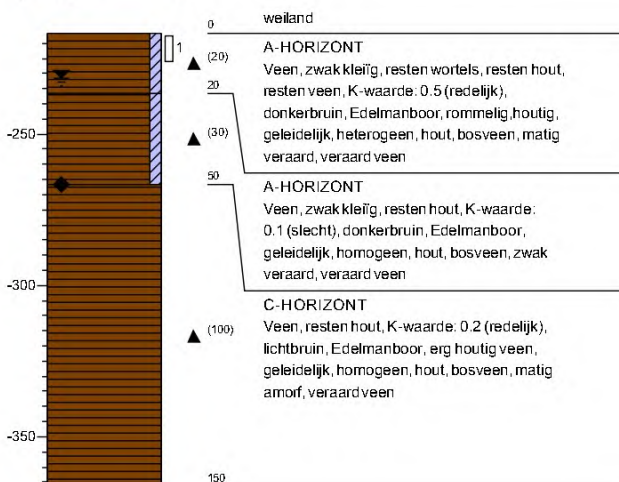 0
weiland
1
(20)
A-HORIZONT
Veen, zwak kleiïg, resten wortels, resten hout,
resten veen, K-waarde: 0.5 (redelijk),
donkerbruin, Edelmanboor, rommelig,houtig,
geleidelijk, heterogeen, hout, bosveen, matig
veraard, veraard veen
20
-250
(30)
50
A-HORIZONT
Veen, zwak kleiïg, resten hout, K-waarde:
0.1 (slecht), donkerbruin, Edelmanboor,
geleidelijk, homogeen, hout, bosveen, zwak
veraard, veraard veen
-300
(100)
C-HORIZONT
Veen, resten hout, K-waarde: 0.2 (redelijk),
lichtbruin, Edelmanboor, erg houtig veen,
geleidelijk, homogeen, hout, bosveen, matig
amorf, veraard veen
-350
150